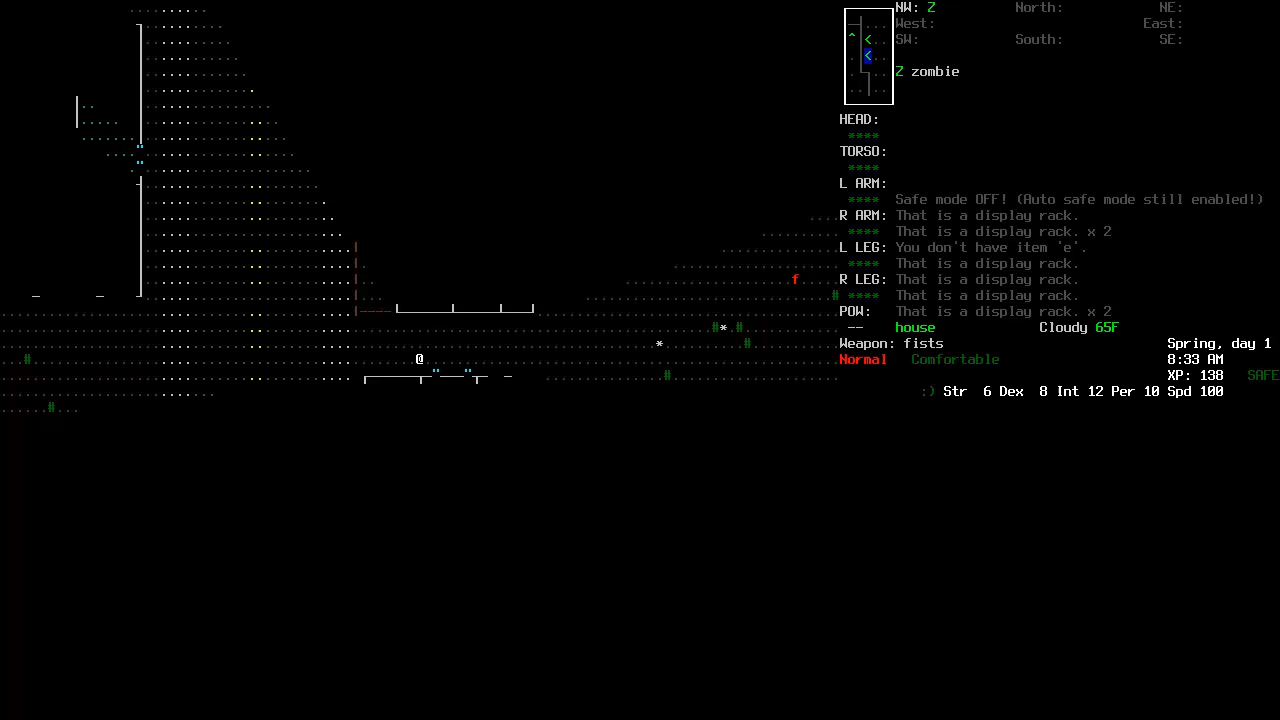 NW: Z North: NE:
West: East:
SW: South: SE:
Z zombie
HEAD:
****
TORSO:
****
L ARM:
**** Safe mode OFF! (Auto safe mode still enabled!)
R ARM: That is a display rack.
**** That is a display rack. x 2
L LEG: You don't have item 'e'.
**** That is a display rack.
R LEG: That is a display rack.
**** That is a display rack.
POW: That is a display rack. x 2
-- house Cloudy 65F
Weapon: fists Spring, day 1
Normal Comfortable 8:33 AM
XP: 138 SAFE
:) Str 6 Dex 8 Int 12 Per 10 Spd 100